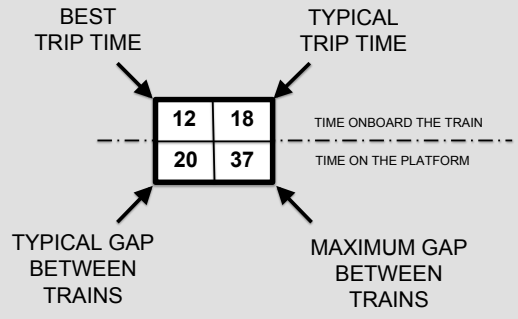 BEST
TRIP TIME
TYPICAL
TRIP TIME
12 18
TIME ONBOARD THE TRAIN
20 37
TIME ON THE PLATFORM
TYPICAL GAP
BETWEEN
TRAINS
MAXIMUM GAP
BETWEEN
TRAINS